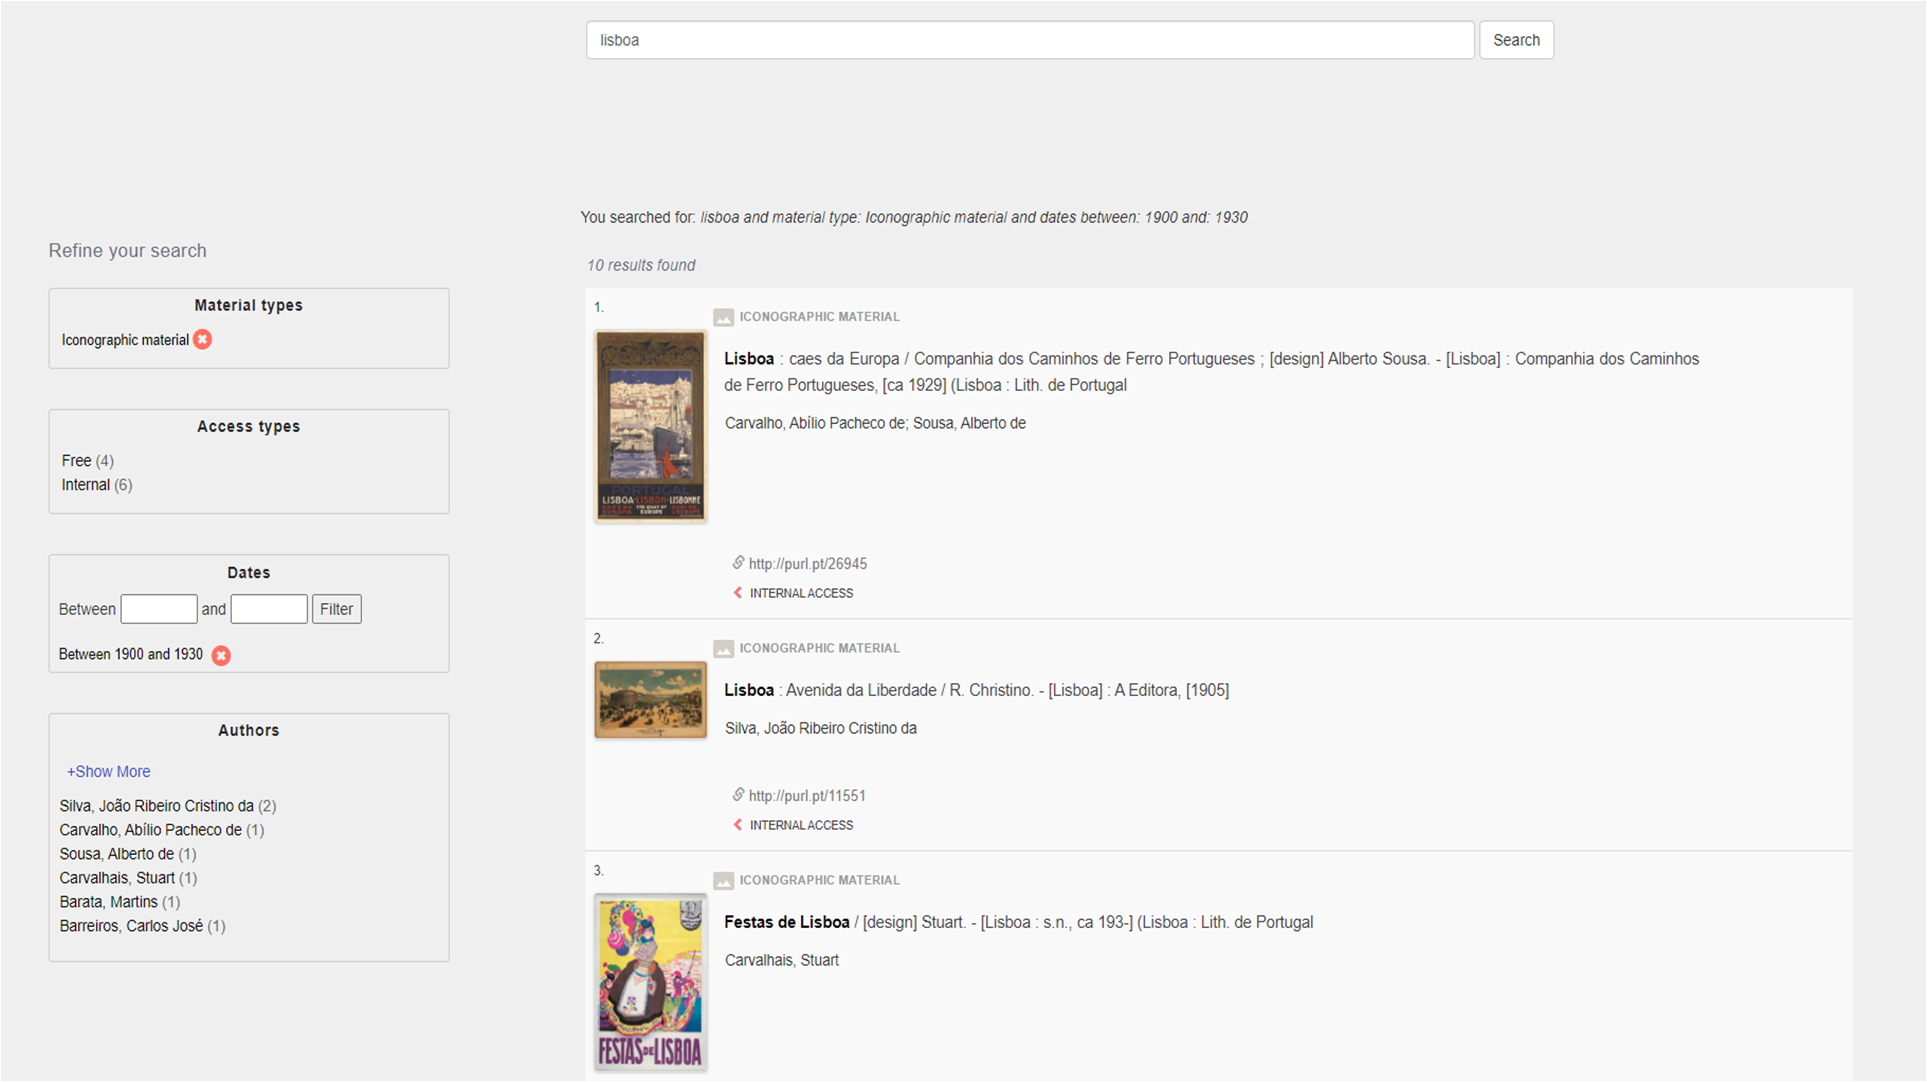 lisboa
Search
You searched for: lisboa and material type: Iconographic material and dates between: 1900 and: 1930
Refine your search
10 results found
Material types
Iconographic material
Access types
Free (4)
Internal (6)
Dates
Between and Filter
Between 1900 and 1930
Authors
+Show More
Silva, João Ribeiro Cristino da (2)
Carvalho, Abílio Pacheco de (1)
Sousa, Alberto de (1)
Carvalhais, Stuart (1)
Barata, Martins (1)
Barreiros, Carlos José (1)
1.
ICONOGRAPHIC MATERIAL
Lisboa : caes da Europa / Companhia dos Caminhos de Ferro Portugueses ; [design] Alberto Sousa. - [Lisboa] : Companhia dos Caminhos
de Ferro Portugueses, [ca 1929] (Lisboa : Lith. de Portugal
Carvalho, Abílio Pacheco de; Sousa, Alberto de
PORTUGAL
LISBOA-LISBON-LISBONNE
THE QUAY OF
EUROPE
http://purl.pt/26945
INTERNAL ACCESS
2.
ICONOGRAPHIC MATERIAL
Lisboa : Avenida da Liberdade / R. Christino. - [Lisboa] : A Editora, [1905]
Silva, João Ribeiro Cristino da
http://purl.pt/11551
INTERNAL ACCESS
3.
ICONOGRAPHIC MATERIAL
Festas de Lisboa / [design] Stuart. - [Lisboa : s.n., ca 193-] (Lisboa : Lith. de Portugal
Carvalhais, Stuart
FESTAS DE LISBOA